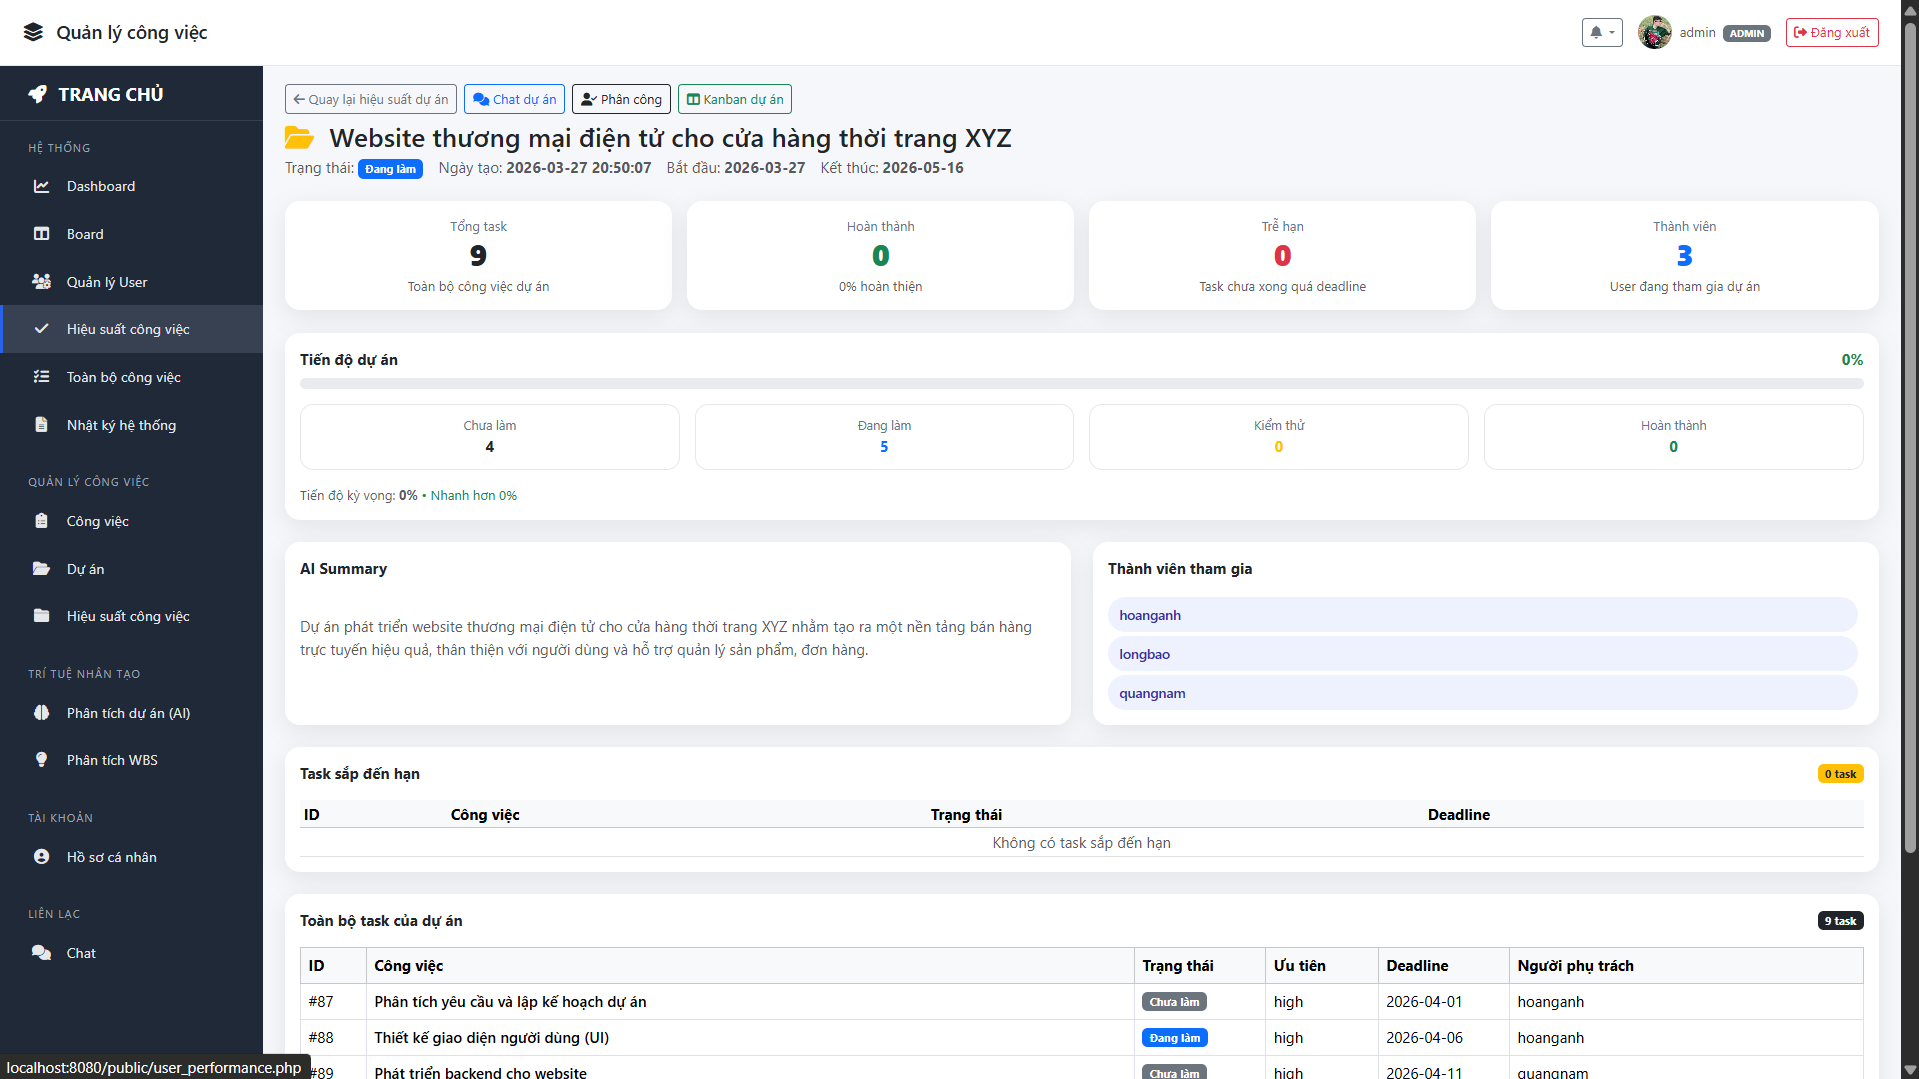 Quản lý công việc
admin ADMIN
Đăng xuất
TRANG CHỦ
HỆ THỐNG
Dashboard
Board
Quản lý User
Hiệu suất công việc
Toàn bộ công việc
Nhật ký hệ thống
QUẢN LÝ CÔNG VIỆC
Công việc
Dự án
Hiệu suất công việc
TRÍ TUỆ NHÂN TẠO
Phân tích dự án (AI)
Phân tích WBS
TÀI KHOẢN
Hồ sơ cá nhân
LIÊN LẠC
Chat
localhost:8080/public/user_performance.php
Quay lại hiệu suất dự án Chat dự án Phân công Kanban dự án
Website thương mại điện tử cho cửa hàng thời trang XYZ
Trạng thái: Đang làm Ngày tạo: 2026-03-27 20:50:07 Bắt đầu: 2026-03-27 Kết thúc: 2026-05-16
Tổng task
9
Toàn bộ công việc dự án
Hoàn thành
0
0% hoàn thiện
Trễ hạn
0
Task chưa xong quá deadline
Thành viên
3
User đang tham gia dự án
Tiến độ dự án 0%
Chưa làm
4
Đang làm
5
Kiểm thử
0
Hoàn thành
0
Tiến độ kỳ vọng: 0% • Nhanh hơn 0%
AI Summary
Dự án phát triển website thương mại điện tử cho cửa hàng thời trang XYZ nhằm tạo ra một nền tảng bán hàng
trực tuyến hiệu quả, thân thiện với người dùng và hỗ trợ quản lý sản phẩm, đơn hàng.
Thành viên tham gia
hoanganh
longbao
quangnam
Task sắp đến hạn 0 task
ID Công việc Trạng thái Deadline
Không có task sắp đến hạn
Toàn bộ task của dự án 9 task
ID Công việc Trạng thái Ưu tiên Deadline Người phụ trách
#87 Phân tích yêu cầu và lập kế hoạch dự án Chưa làm high 2026-04-01 hoanganh
#88 Thiết kế giao diện người dùng (UI) Đang làm high 2026-04-06 hoanganh
#89 Phát triển backend cho website Chưa làm high 2026-04-11 quangnam